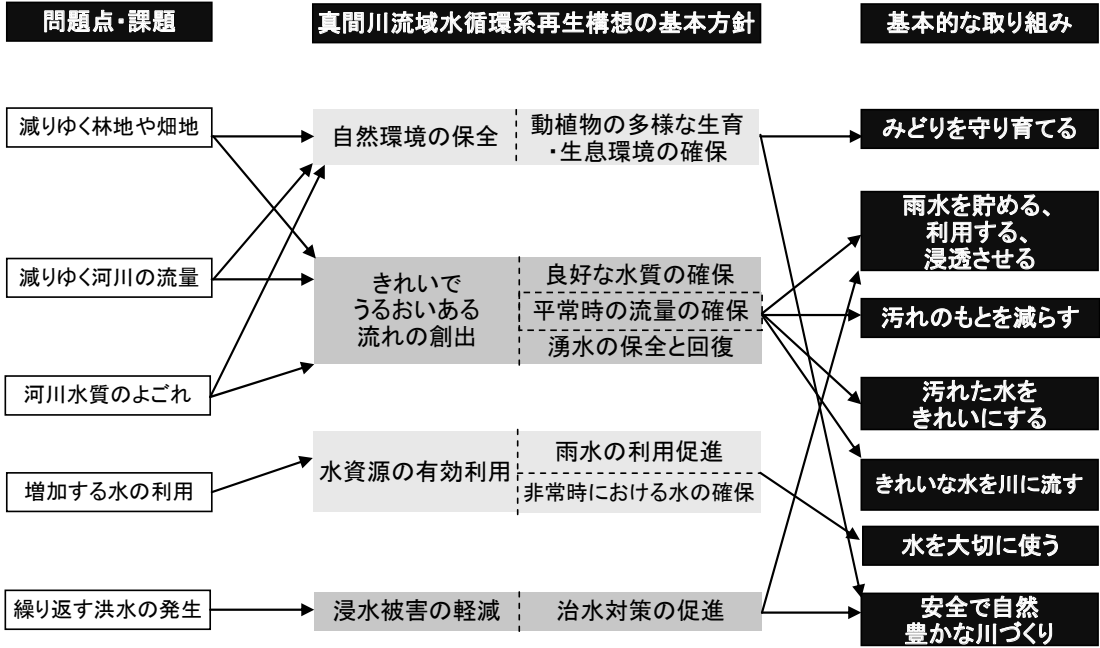 問題点・課題
真間川流域水循環系再生構想の基本方針
基本的な取り組み
減りゆく林地や畑地
減りゆく河川の流量
河川水質のよごれ
増加する水の利用
繰り返す洪水の発生
自然環境の保全
動植物の多様な生育
・生息環境の確保
きれいで
うるおいある
流れの創出
良好な水質の確保
平常時の流量の確保
湧水の保全と回復
水資源の有効利用
雨水の利用促進
非常時における水の確保
浸水被害の軽減
治水対策の促進
みどりを守り育てる
雨水を貯める、
利用する、
浸透させる
汚れのもとを減らす
汚れた水を
きれいにする
きれいな水を川に流す
水を大切に使う
安全で自然
豊かな川づくり